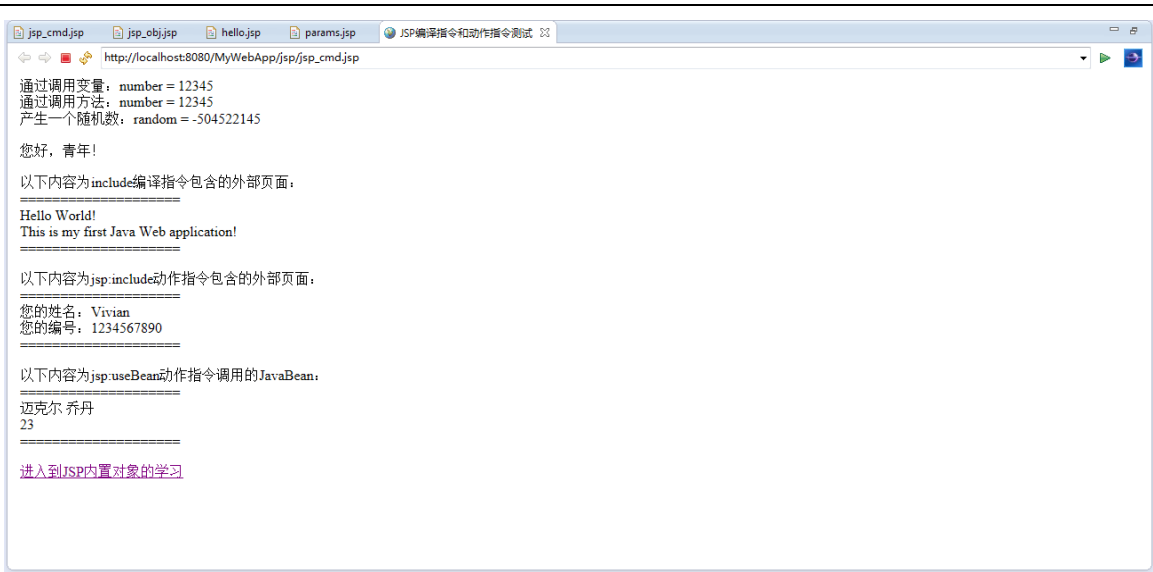 jsp_cmd.jsp jsp_obj.jsp hello.jsp params.jsp JSP编译指令和动作指令测试
http://localhost:8080/MyWebApp/jsp/jsp_cmd.jsp
通过调用变量：number = 12345
通过调用方法：number = 12345
产生一个随机数：random = -504522145
您好，青年！
以下内容为include编译指令包含的外部页面：
====================
Hello World!
This is my first Java Web application!
====================
以下内容为jsp:include动作指令包含的外部页面：
====================
您的姓名：Vivian
您的编号：1234567890
====================
以下内容为jsp:useBean动作指令调用的JavaBean：
====================
迈克尔 乔丹
23
====================
进入到JSP内置对象的学习